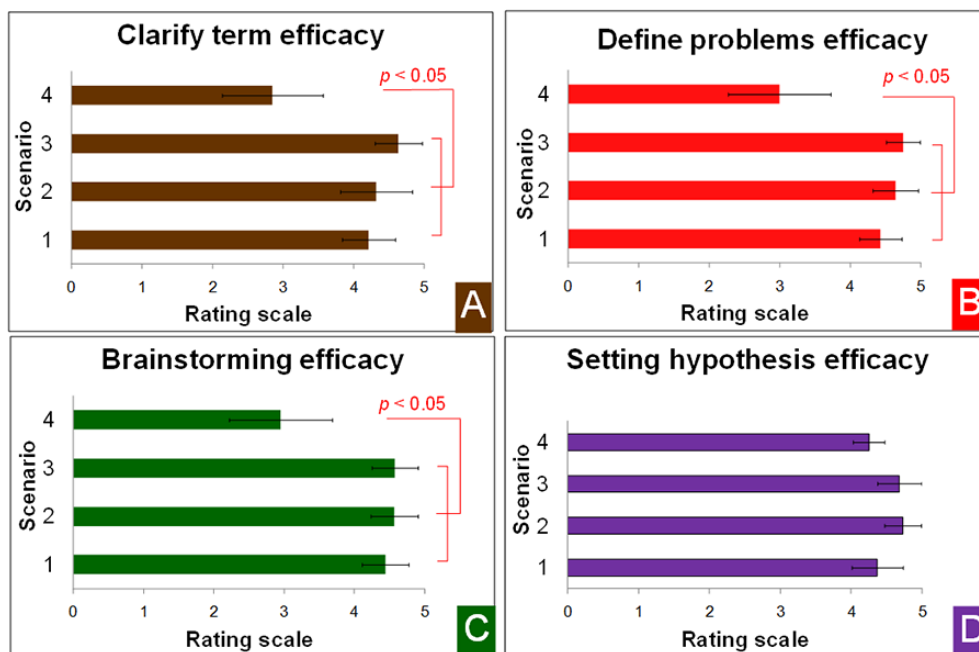 Clarify term efficacy
p < 0.05
Scenario
4
3
2
1
0 1 2 3 4 5
Rating scale
A
Define problems efficacy
p < 0.05
Scenario
4
3
2
1
0 1 2 3 4 5
Rating scale
B
Brainstorming efficacy
p < 0.05
Scenario
4
3
2
1
0 1 2 3 4 5
Rating scale
C
Setting hypothesis efficacy
Scenario
4
3
2
1
0 1 2 3 4 5
Rating scale
D